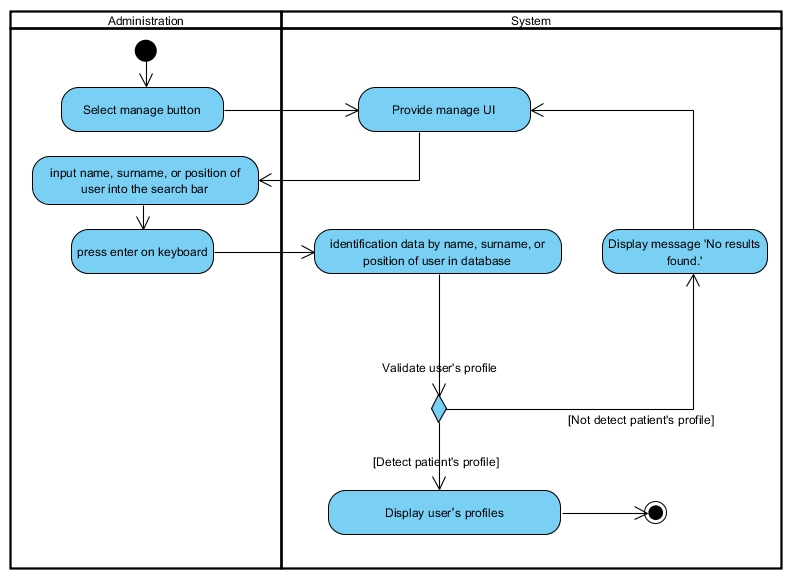 Administration
System
Select manage button
Provide manage UI
input name, surname, or position of
user into the search bar
press enter on keyboard
identification data by name, surname, or
position of user in database
Display message 'No results
found.'
Validate user's profile
[Not detect patient's profile]
[Detect patient's profile]
Display user's profiles